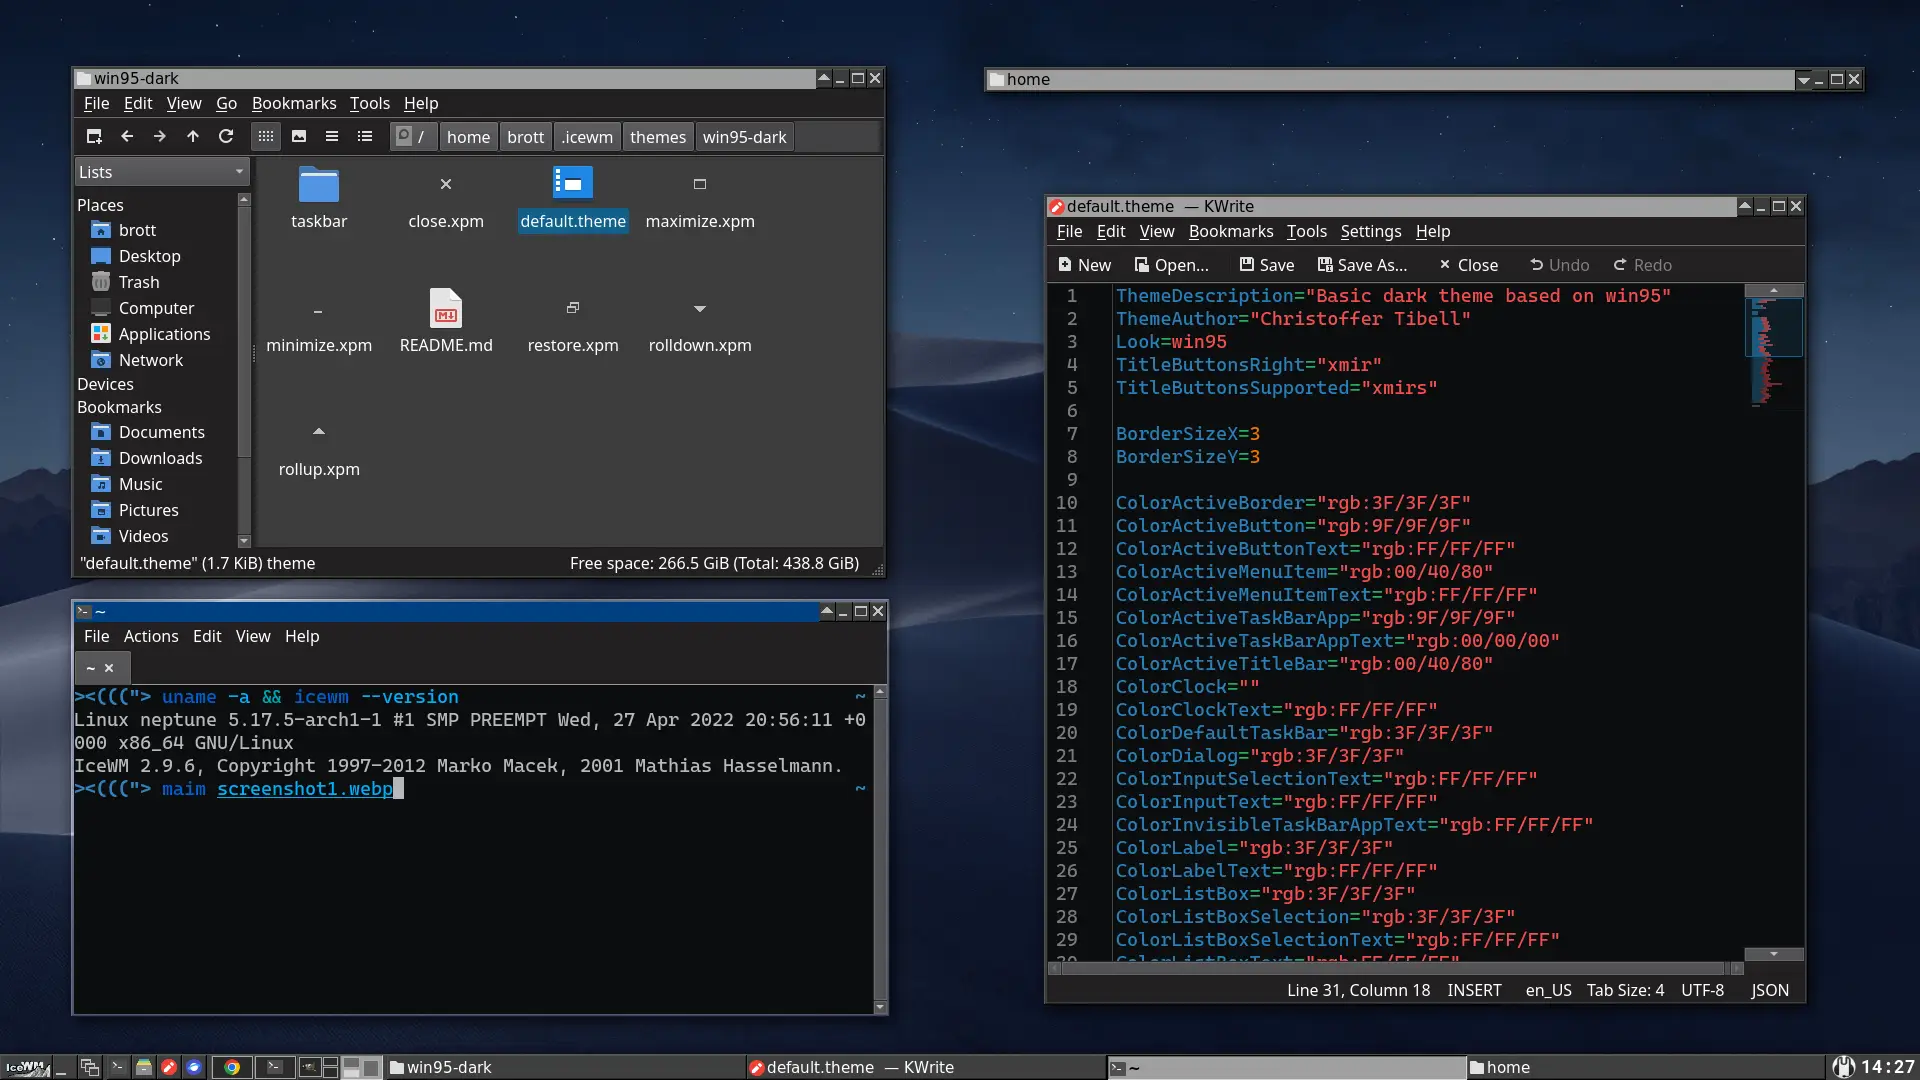 win95-dark
File Edit View Go Bookmarks Tools Help
/ home brott .icewm themes win95-dark
Lists
Places
brott
Desktop
Trash
Computer
Applications
Network
Devices
Bookmarks
Documents
Downloads
Music
Pictures
Videos
taskbar close.xpm default.theme maximize.xpm
minimize.xpm README.md restore.xpm rolldown.xpm
rollup.xpm
"default.theme" (1.7 KiB) theme Free space: 266.5 GiB (Total: 438.8 GiB)
~
File Actions Edit View Help
~ ×
><((("> uname -a && icewm --version ~
Linux neptune 5.17.5-arch1-1 #1 SMP PREEMPT Wed, 27 Apr 2022 20:56:11 +0
000 x86_64 GNU/Linux
IceWM 2.9.6, Copyright 1997-2012 Marko Macek, 2001 Mathias Hasselmann.
><((("> maim screenshot1.webp ~
home
default.theme — KWrite
File Edit View Bookmarks Tools Settings Help
New Open... Save Save As... Close Undo Redo
1 ThemeDescription="Basic dark theme based on win95"
2 ThemeAuthor="Christoffer Tibell"
3 Look=win95
4 TitleButtonsRight="xmir"
5 TitleButtonsSupported="xmirs"
6
7 BorderSizeX=3
8 BorderSizeY=3
9
10 ColorActiveBorder="rgb:3F/3F/3F"
11 ColorActiveButton="rgb:9F/9F/9F"
12 ColorActiveButtonText="rgb:FF/FF/FF"
13 ColorActiveMenuItem="rgb:00/40/80"
14 ColorActiveMenuItemText="rgb:FF/FF/FF"
15 ColorActiveTaskBarApp="rgb:9F/9F/9F"
16 ColorActiveTaskBarAppText="rgb:00/00/00"
17 ColorActiveTitleBar="rgb:00/40/80"
18 ColorClock=""
19 ColorClockText="rgb:FF/FF/FF"
20 ColorDefaultTaskBar="rgb:3F/3F/3F"
21 ColorDialog="rgb:3F/3F/3F"
22 ColorInputSelectionText="rgb:FF/FF/FF"
23 ColorInputText="rgb:FF/FF/FF"
24 ColorInvisibleTaskBarAppText="rgb:FF/FF/FF"
25 ColorLabel="rgb:3F/3F/3F"
26 ColorLabelText="rgb:FF/FF/FF"
27 ColorListBox="rgb:3F/3F/3F"
28 ColorListBoxSelection="rgb:3F/3F/3F"
29 ColorListBoxSelectionText="rgb:FF/FF/FF"
30 ColorListBoxText="rgb:FF/FF/FF"
Line 31, Column 18 INSERT en_US Tab Size: 4 UTF-8 JSON
IceWM win95-dark default.theme — KWrite ~ home 14:27